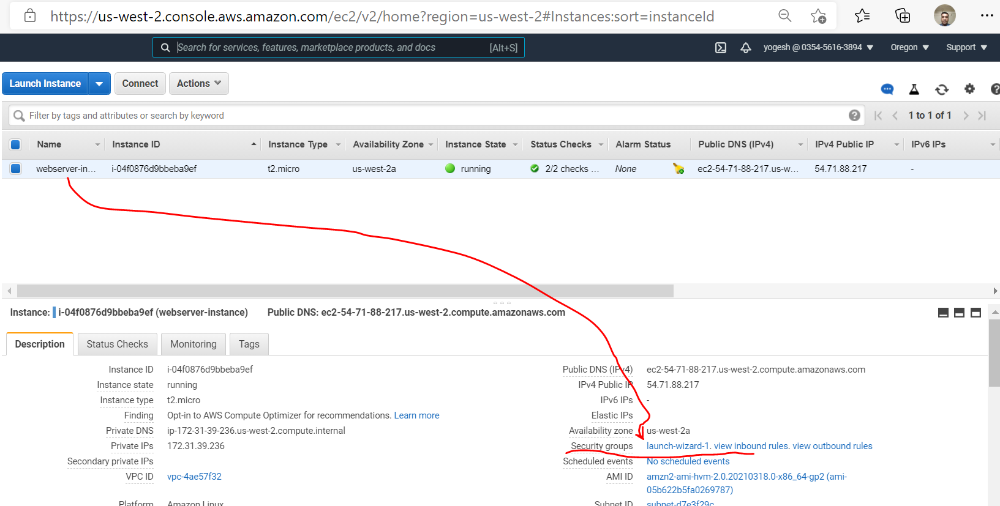 https://us-west-2.console.aws.amazon.com/ec2/v2/home?region=us-west-2#Instances:sort=instanceId
Search for services, features, marketplace products, and docs [Alt+S] yogesh @ 0354-5616-3894 Oregon Support
Launch Instance Connect Actions
Filter by tags and attributes or search by keyword 1 to 1 of 1
Name Instance ID Instance Type Availability Zone Instance State Status Checks Alarm Status Public DNS (IPv4) IPv4 Public IP IPv6 IPs
webserver-in... i-04f0876d9bbeba9ef t2.micro us-west-2a running 2/2 checks ... None ec2-54-71-88-217.us-w... 54.71.88.217 -
Instance: i-04f0876d9bbeba9ef (webserver-instance) Public DNS: ec2-54-71-88-217.us-west-2.compute.amazonaws.com
Description Status Checks Monitoring Tags
Instance ID i-04f0876d9bbeba9ef Public DNS (IPv4) ec2-54-71-88-217.us-west-2.compute.amazonaws.com
Instance state running IPv4 Public IP 54.71.88.217
Instance type t2.micro IPv6 IPs -
Finding Opt-in to AWS Compute Optimizer for recommendations. Learn more Elastic IPs
Private DNS ip-172-31-39-236.us-west-2.compute.internal Availability zone us-west-2a
Private IPs 172.31.39.236 Security groups launch-wizard-1. view inbound rules. view outbound rules
Secondary private IPs Scheduled events No scheduled events
VPC ID vpc-4ae57f32 AMI ID amzn2-ami-hvm-2.0.20210318.0-x86_64-gp2 (ami-
05b622b5fa0269787)
Platform Amazon Linux Subnet ID subnet-d7e3f29c